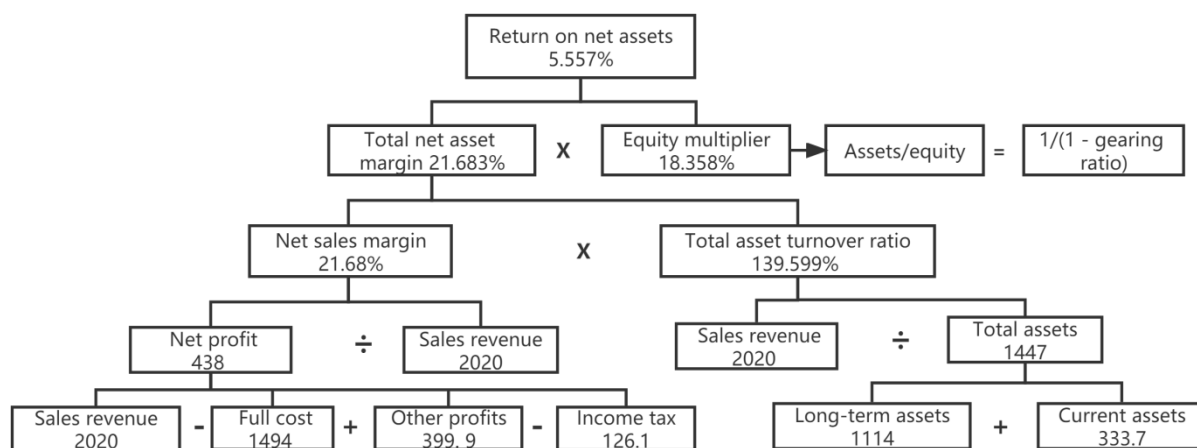 Return on net assets
5.557%
Total net asset
margin 21.683%
X
Equity multiplier
18.358%
Assets/equity
=
1/(1 - gearing
ratio)
Net sales margin
21.68%
X
Total asset turnover ratio
139.599%
Net profit
438
÷
Sales revenue
2020
Sales revenue
2020
÷
Total assets
1447
Sales revenue
2020
-
Full cost
1494
+
Other profits
399. 9
-
Income tax
126.1
Long-term assets
1114
+
Current assets
333.7